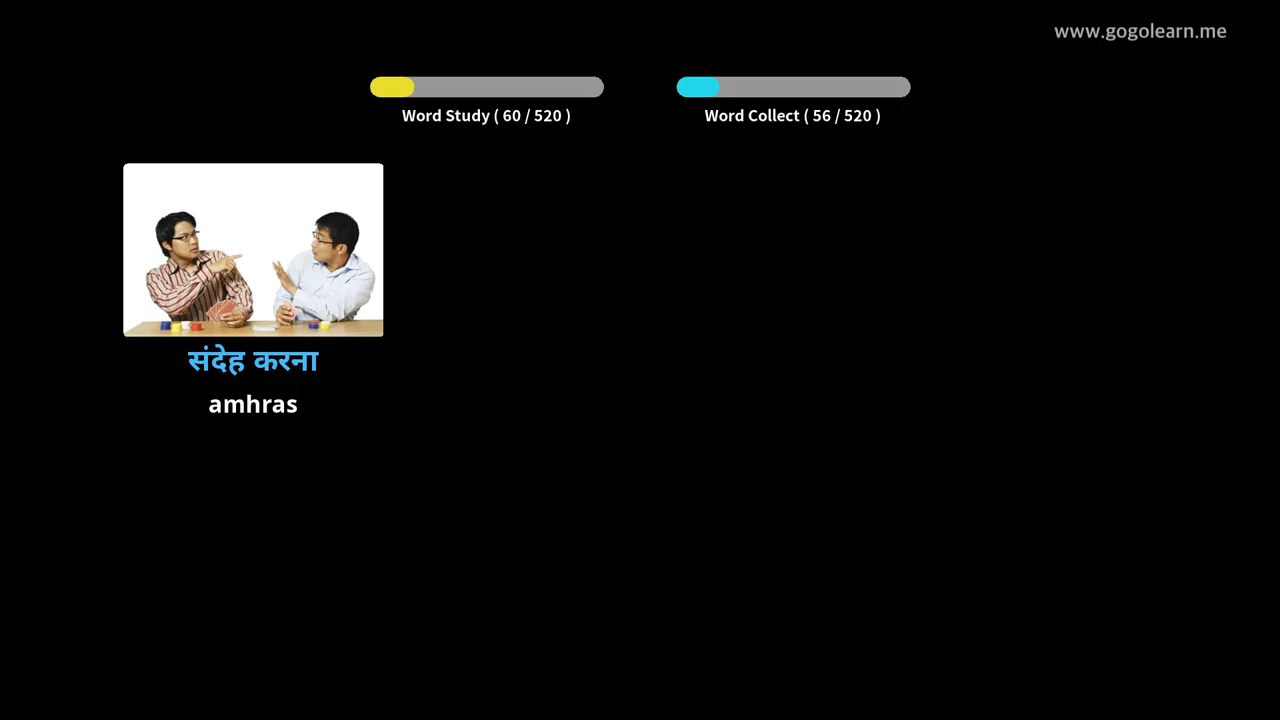 www.gogolearn.me
Word Study ( 60 / 520 )
Word Collect ( 56 / 520 )
संदेह करना
amhras